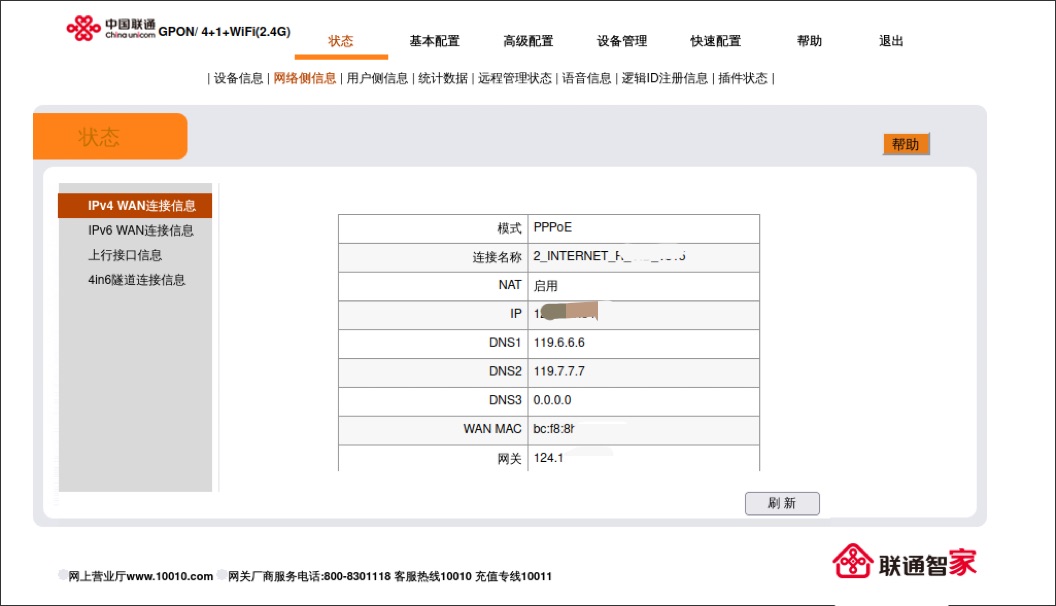 中国联通
China unicom
GPON/ 4+1+WiFi(2.4G)
状态 基本配置 高级配置 设备管理 快速配置 帮助 退出
| 设备信息 | 网络侧信息 | 用户侧信息 | 统计数据 | 远程管理状态 | 语音信息 | 逻辑ID注册信息 | 插件状态 |
状态
帮助
IPv4 WAN连接信息
IPv6 WAN连接信息
上行接口信息
4in6隧道连接信息
模式 PPPoE
连接名称 2_INTERNET_R_
NAT 启用
IP
DNS1 119.6.6.6
DNS2 119.7.7.7
DNS3 0.0.0.0
WAN MAC bc:f8:8
网关 124.1
刷 新
联通智家
网上营业厅www.10010.com 网关厂商服务电话:800-8301118 客服热线10010 充值专线10011